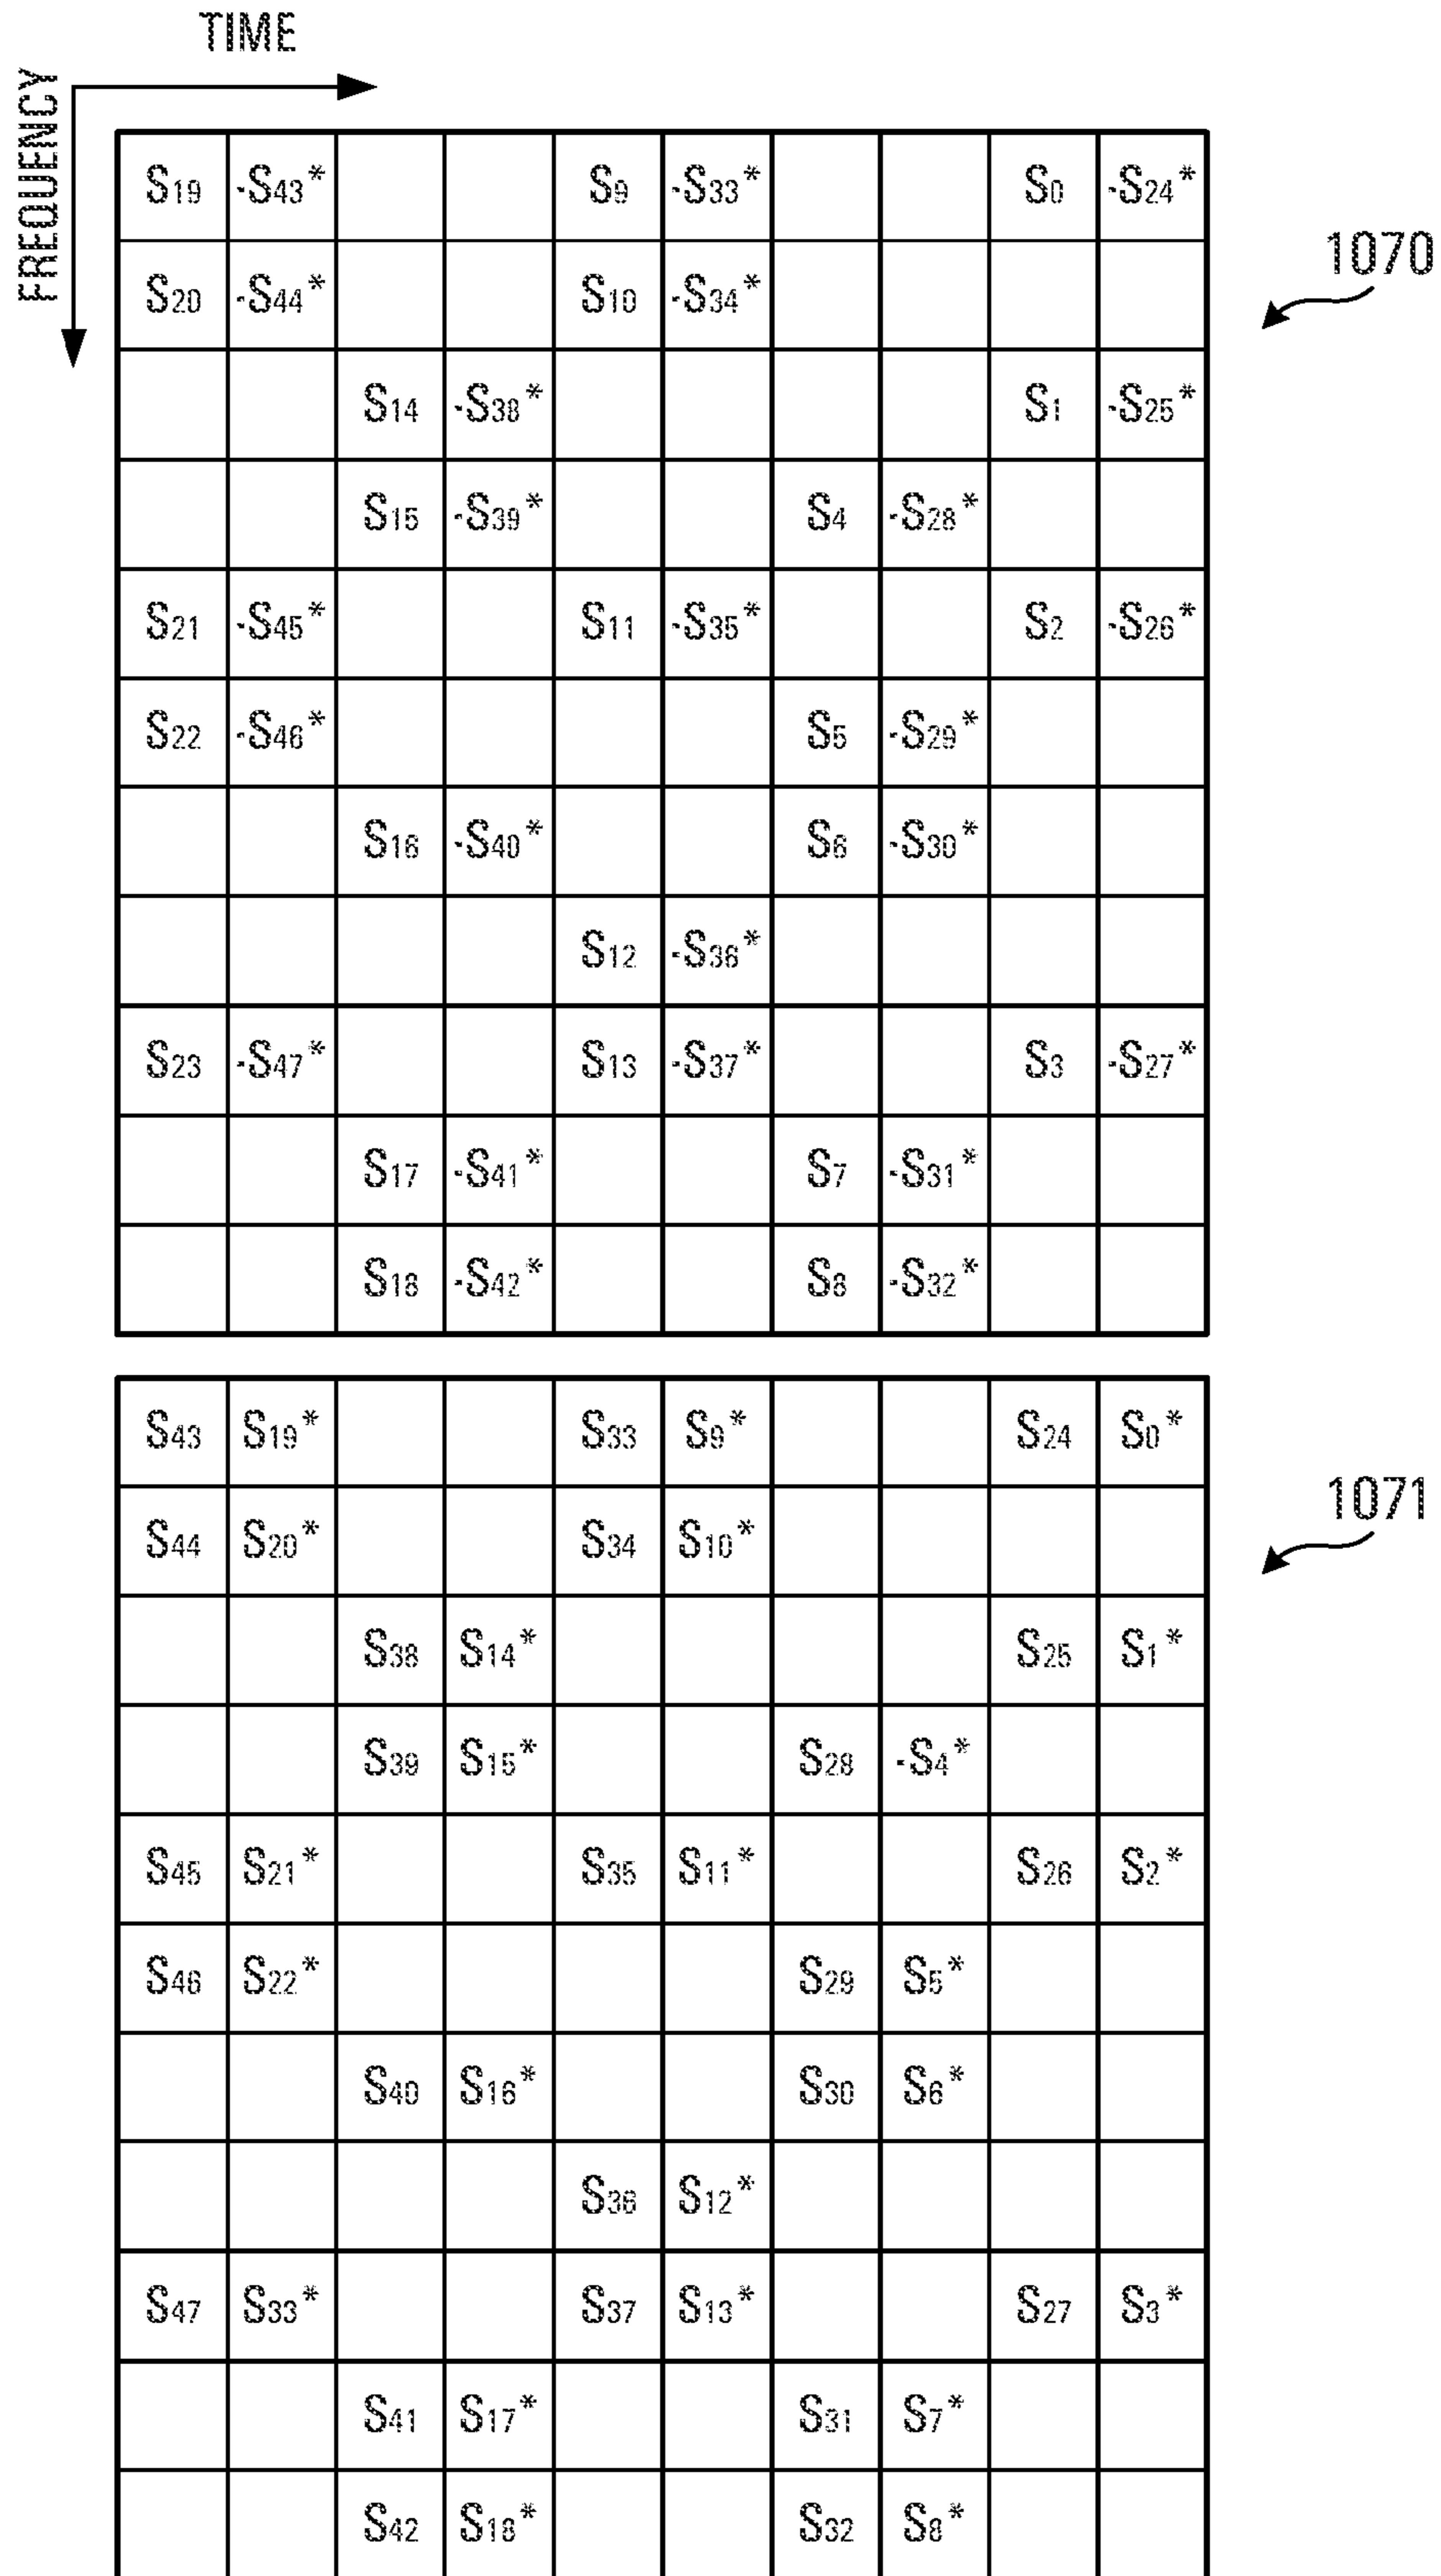 TIME
FREQUENCY
S19 -S43* S9 -S33* S0 -S24*
1070
S20 -S44* S10 -S34*
S14 -S38* S1 -S25*
S15 -S39* S4 -S28*
S21 -S45* S11 -S35* S2 -S26*
S22 -S46* S5 -S29*
S16 -S40* S6 -S30*
S12 -S36*
S23 -S47* S13 -S37* S3 -S27*
S17 -S41* S7 -S31*
S18 -S42* S8 -S32*
S43 S19* S33 S9* S24 S0*
1071
S44 S20* S34 S10*
S38 S14* S25 S1*
S39 S15* S28 -S4*
S45 S21* S35 S11* S26 S2*
S46 S22* S29 S5*
S40 S16* S30 S6*
S36 S12*
S47 S33* S37 S13* S27 S3*
S41 S17* S31 S7*
S42 S18* S32 S8*